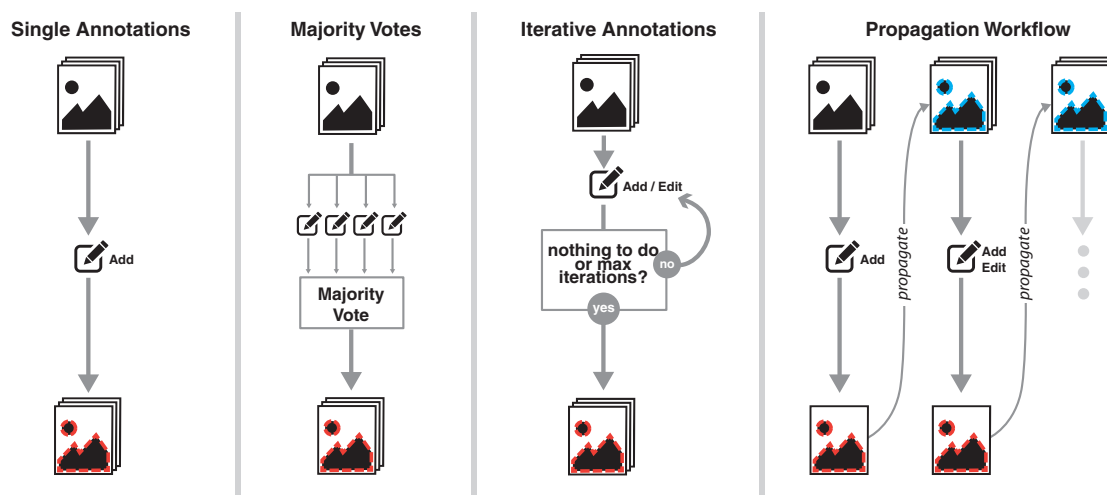 Single Annotations
Add
Majority Votes
Majority
Vote
Iterative Annotations
Add / Edit
nothing to do
or max
iterations?
no
yes
Propagation Workflow
Add
propagate
Add
Edit
propagate